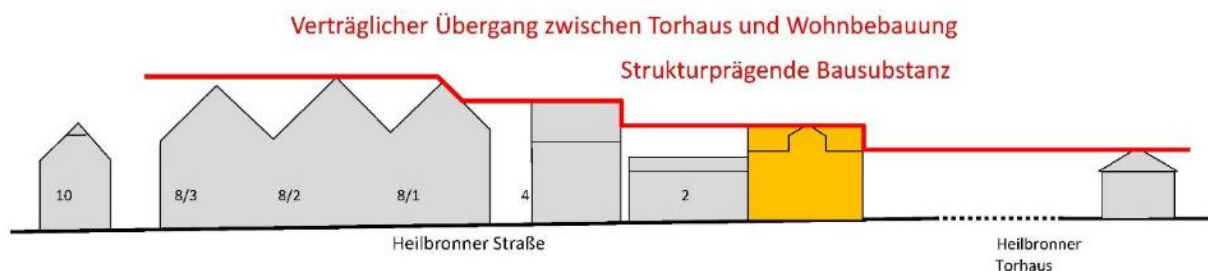 Verträglicher Übergang zwischen Torhaus und Wohnbebauung
Strukturprägende Bausubstanz
10
8/3
8/2
8/1
4
2
Heilbronner Straße
Heilbronner
Torhaus